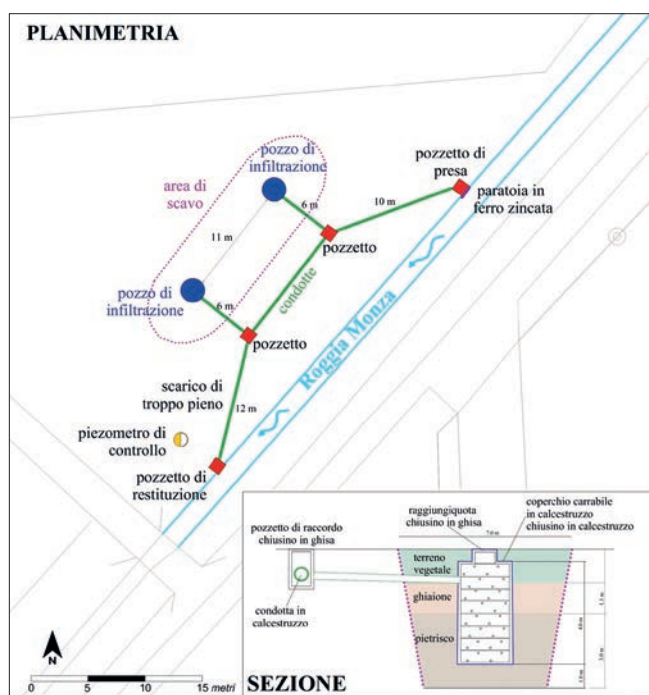 PLANIMETRIA
pozzo di
infiltrazione
pozzetto di
presa
area di
scavo
paratoia in
ferro zincata
6 m
10 m
11 m
pozzetto
condotte
pozzo di
infiltrazione
6 m
pozzetto
Roggia Monza
scarico di
troppo pieno
12 m
piezometro di
controllo
pozzetto di
restituzione
raggiungiquota
chiusino in ghisa
coperchio carrabile
in calcestruzzo
chiusino in calcestruzzo
7.0 m
pozzetto di raccordo
chiusino in ghisa
terreno
vegetale
ghiaione
condotta in
calcestruzzo
pietrisco
N
0 5 10 15 metri
SEZIONE